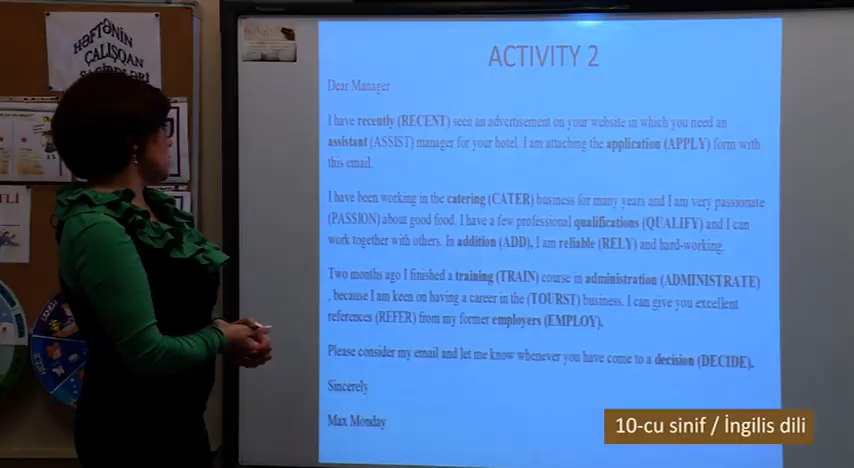 HƏFTƏNİN
ÇALIŞQAN
ACTIVITY 2
Dear Manager
I have recently (RECENT) seen an advertisement on your website in which you need an
assistant (ASSIST) manager for your hotel. I am attaching the application (APPLY) form with
this email.
I have been working in the catering (CATER) business for many years and I am very passionate
(PASSION) about good food. I have a few professional qualifications (QUALIFY) and I can
work together with others. In addition (ADD), I am reliable (RELY) and hard-working.
Two months ago I finished a training (TRAIN) course in administration (ADMINISTRATE)
, because I am keen on having a career in the (TOURST) business. I can give you excellent
references (REFER) from my former employers (EMPLOY).
Please consider my email and let me know whenever you have come to a decision (DECIDE).
Sincerely
Max Monday
10-cu sinif / İngilis dili